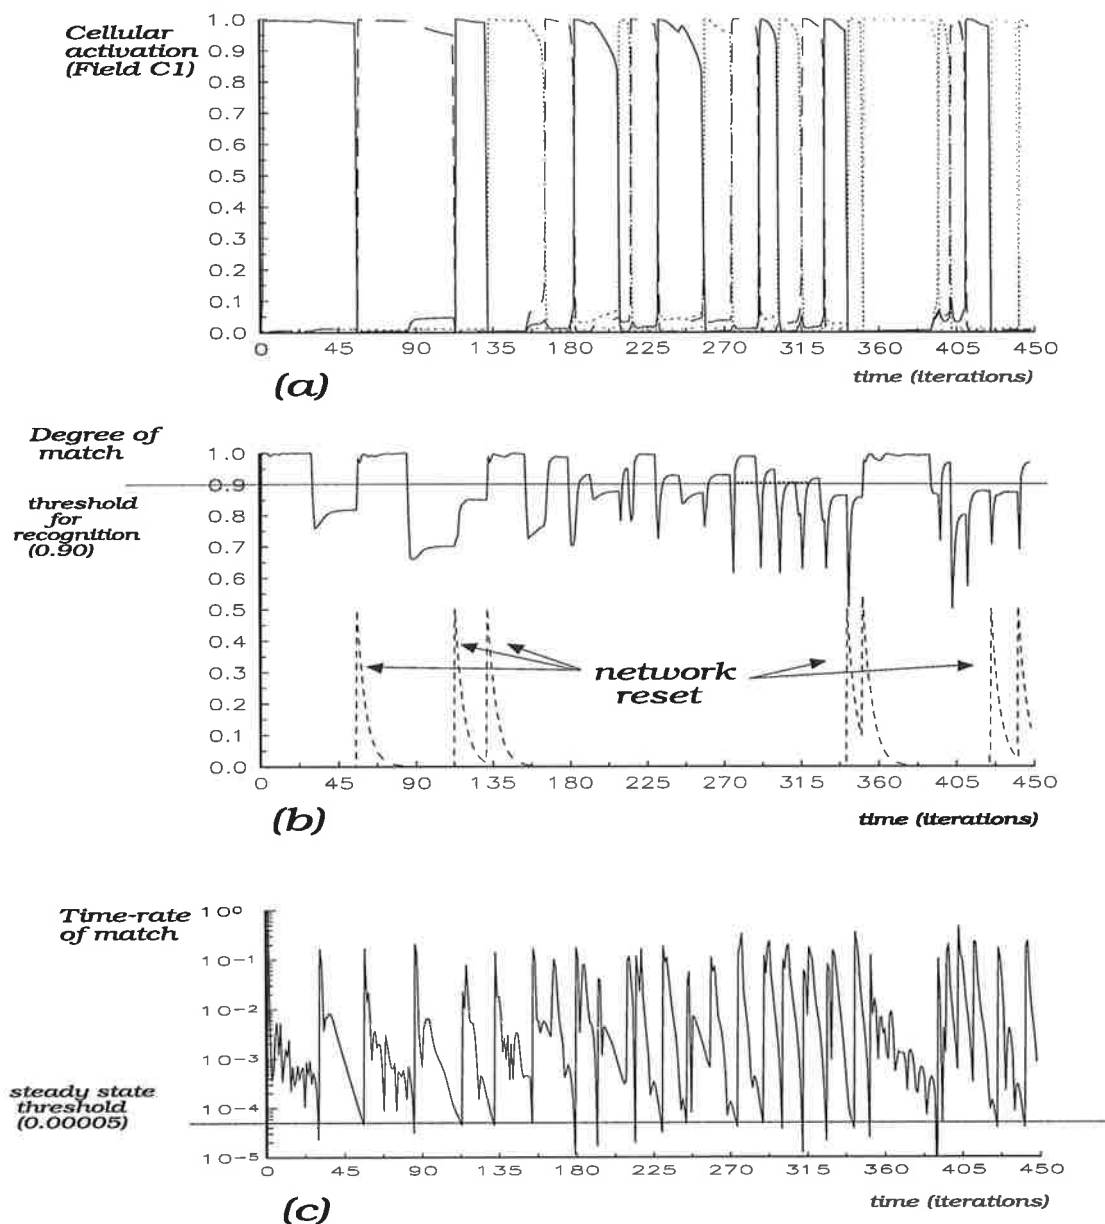 Cellular
activation
(Field C1)
1.0
0.9
0.8
0.7
0.6
0.5
0.4
0.3
0.2
0.1
0.0
0 45 90 135 180 225 270 315 360 405 450
time (iterations)
(a)
Degree of
match
threshold
for
recognition
(0.90)
1.0
0.9
0.8
0.7
0.6
0.5
0.4
0.3
0.2
0.1
0.0
network
reset
0 45 90 135 180 225 270 315 360 405 450
time (iterations)
(b)
Time-rate
of match
steady state
threshold
(0.00005)
10⁰
10⁻¹
10⁻²
10⁻³
10⁻⁴
10⁻⁵
0 45 90 135 180 225 270 315 360 405 450
time (iterations)
(c)